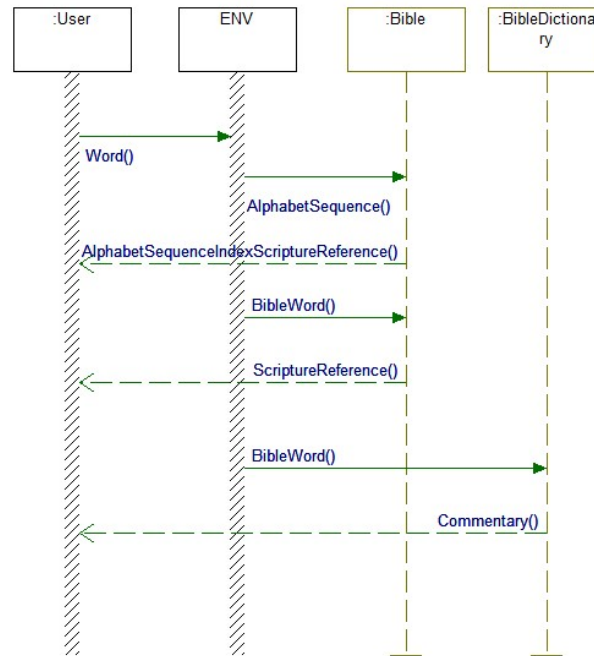 :User
ENV
:Bible
:BibleDictiona
ry
Word()
AlphabetSequence()
AlphabetSequenceIndexScriptureReference()
BibleWord()
ScriptureReference()
BibleWord()
Commentary()